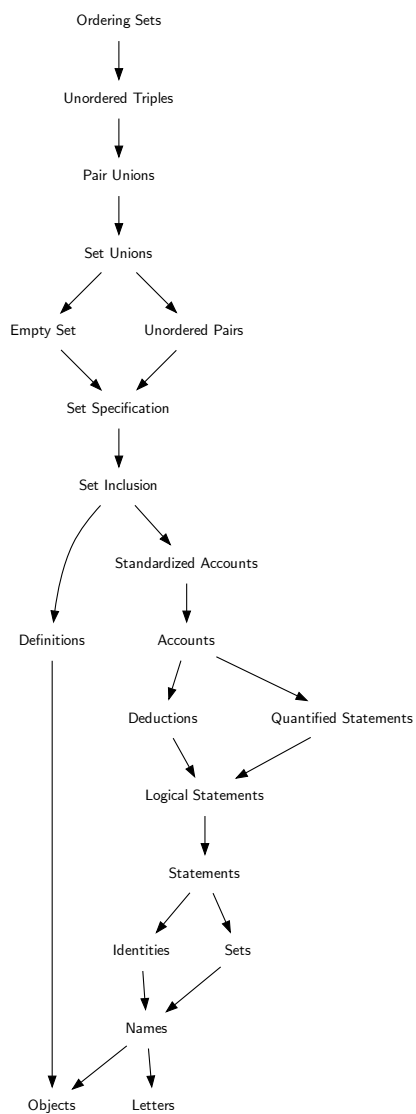 Ordering Sets
Unordered Triples
Pair Unions
Set Unions
Empty Set
Unordered Pairs
Set Specification
Set Inclusion
Standardized Accounts
Definitions
Accounts
Deductions
Quantified Statements
Logical Statements
Statements
Identities
Sets
Names
Objects
Letters